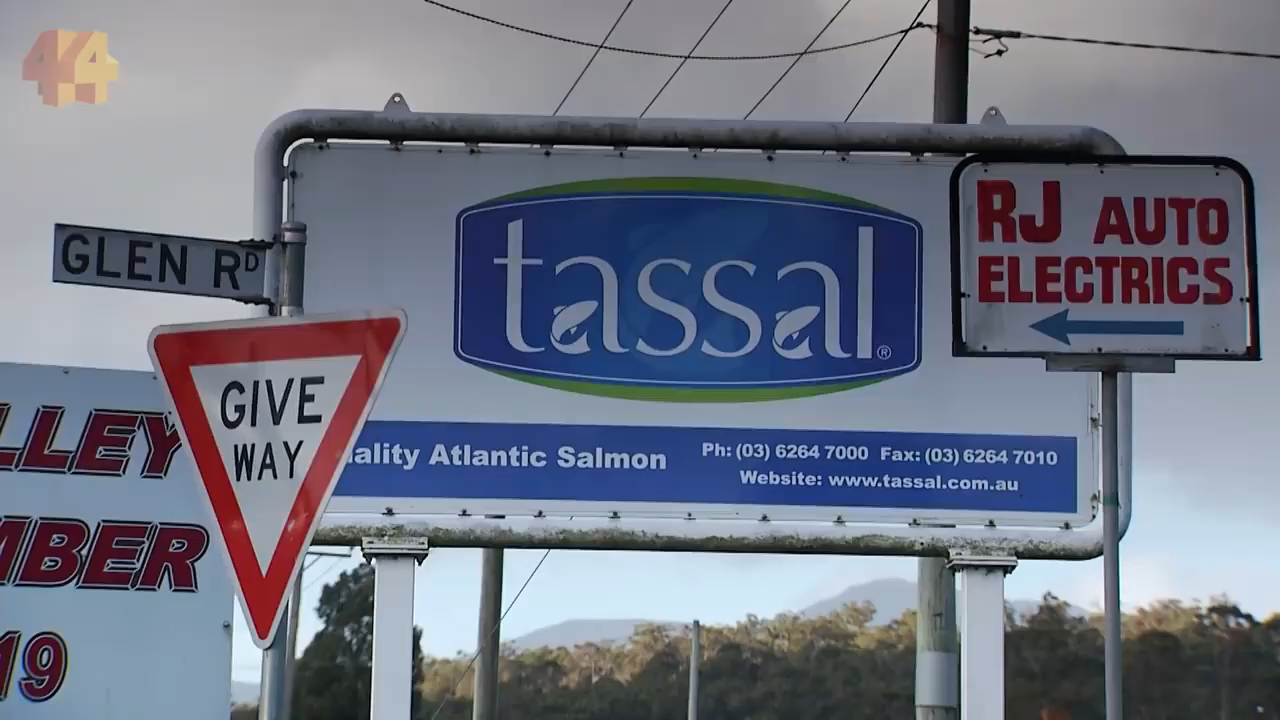 44
GLEN RD
GIVE
WAY
tassal®
ality Atlantic Salmon
Ph: (03) 6264 7000 Fax: (03) 6264 7010
Website: www.tassal.com.au
RJ AUTO
ELECTRICS
LLEY
MBER
19